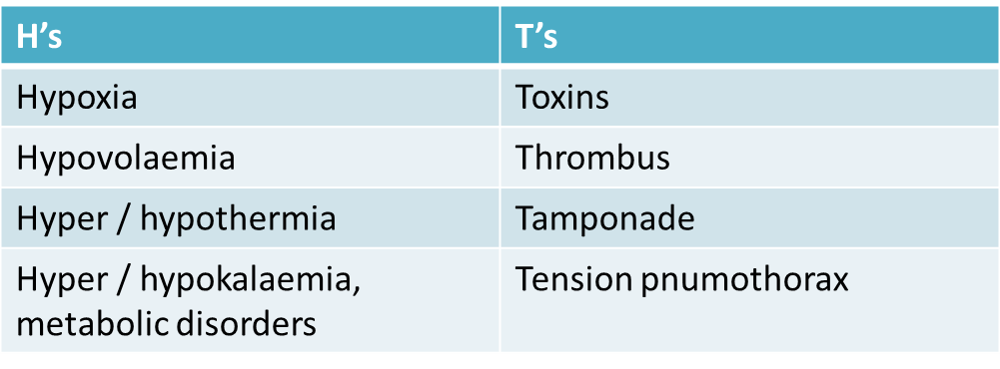 H’s
T’s
Hypoxia
Toxins
Hypovolaemia
Thrombus
Hyper / hypothermia
Tamponade
Hyper / hypokalaemia,
metabolic disorders
Tension pnumothorax